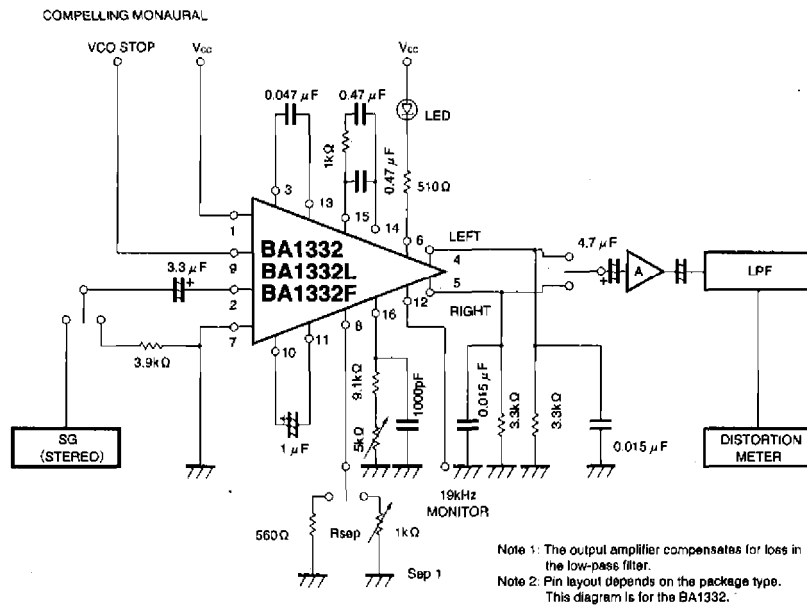 COMPELLING MONAURAL
VCO STOP
Vcc
Vcc
0.047 μF
0.47 μF
LED
1kΩ
0.47 μF
510Ω
3
13
15
14
6
1
LEFT
4
4.7 μF
BA1332
BA1332L
BA1332F
9
5
A
LPF
3.3 μF
+
+
2
12
RIGHT
16
8
7
11
10
3.9kΩ
9.1kΩ
1000pF
0.015 μF
3.3kΩ
3.3kΩ
5kΩ
1 μF
0.015 μF
SG
(STEREO)
DISTORTION
METER
19kHz
MONITOR
560Ω
Rsep
1kΩ
Sep 1
Note 1: The output amplifier compensates for loss in
the low-pass filter.
Note 2: Pin layout depends on the package type.
This diagram is for the BA1332.